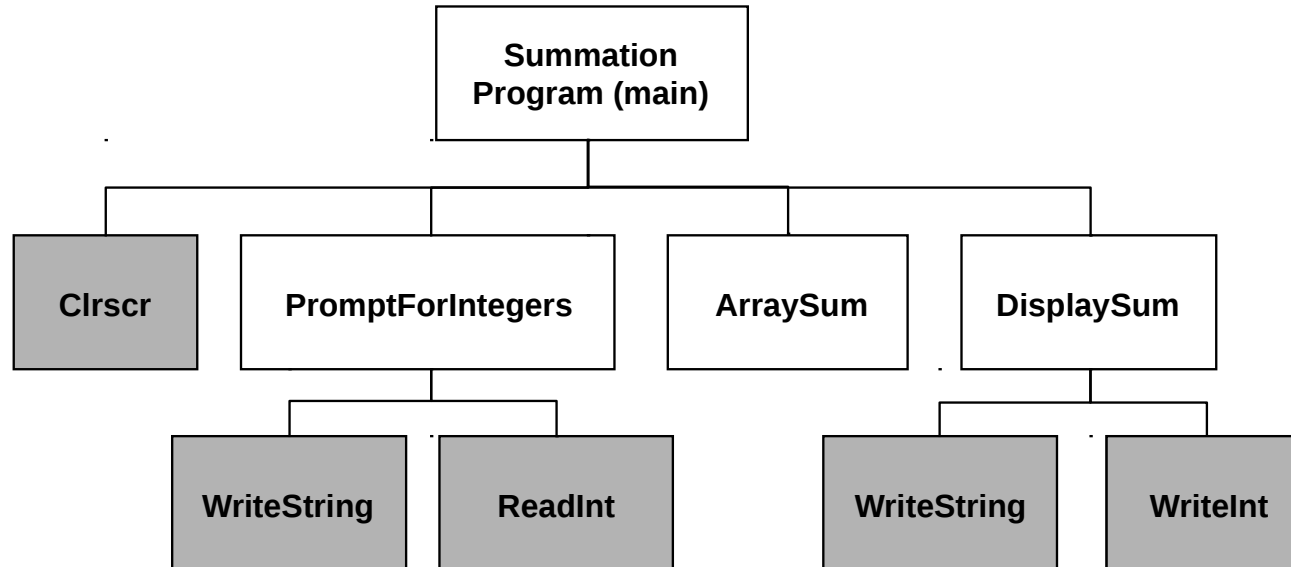 Summation
Program (main)
Clrscr
PromptForIntegers
ArraySum
DisplaySum
WriteString
ReadInt
WriteString
WriteInt